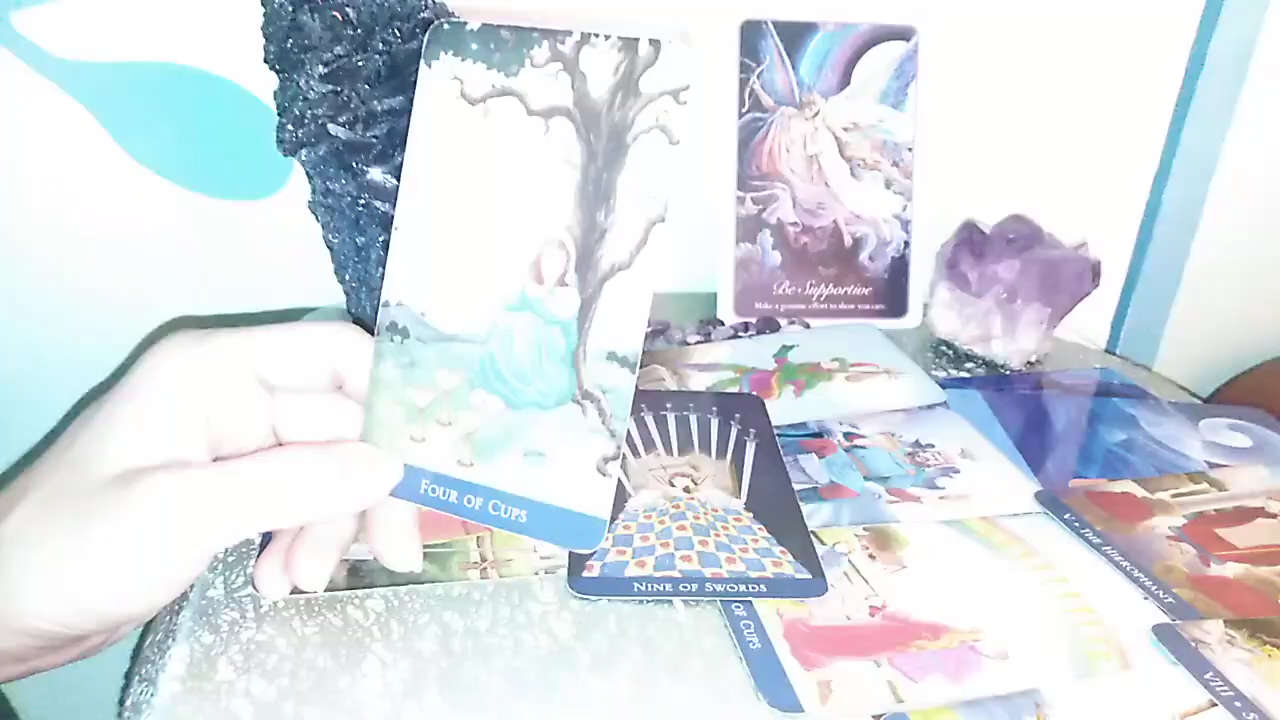 Be Supportive
Make a genuine effort to show you care.
FOUR OF CUPS
NINE OF SWORDS
OF CUPS
V • THE HIEROPHANT
VIII • S